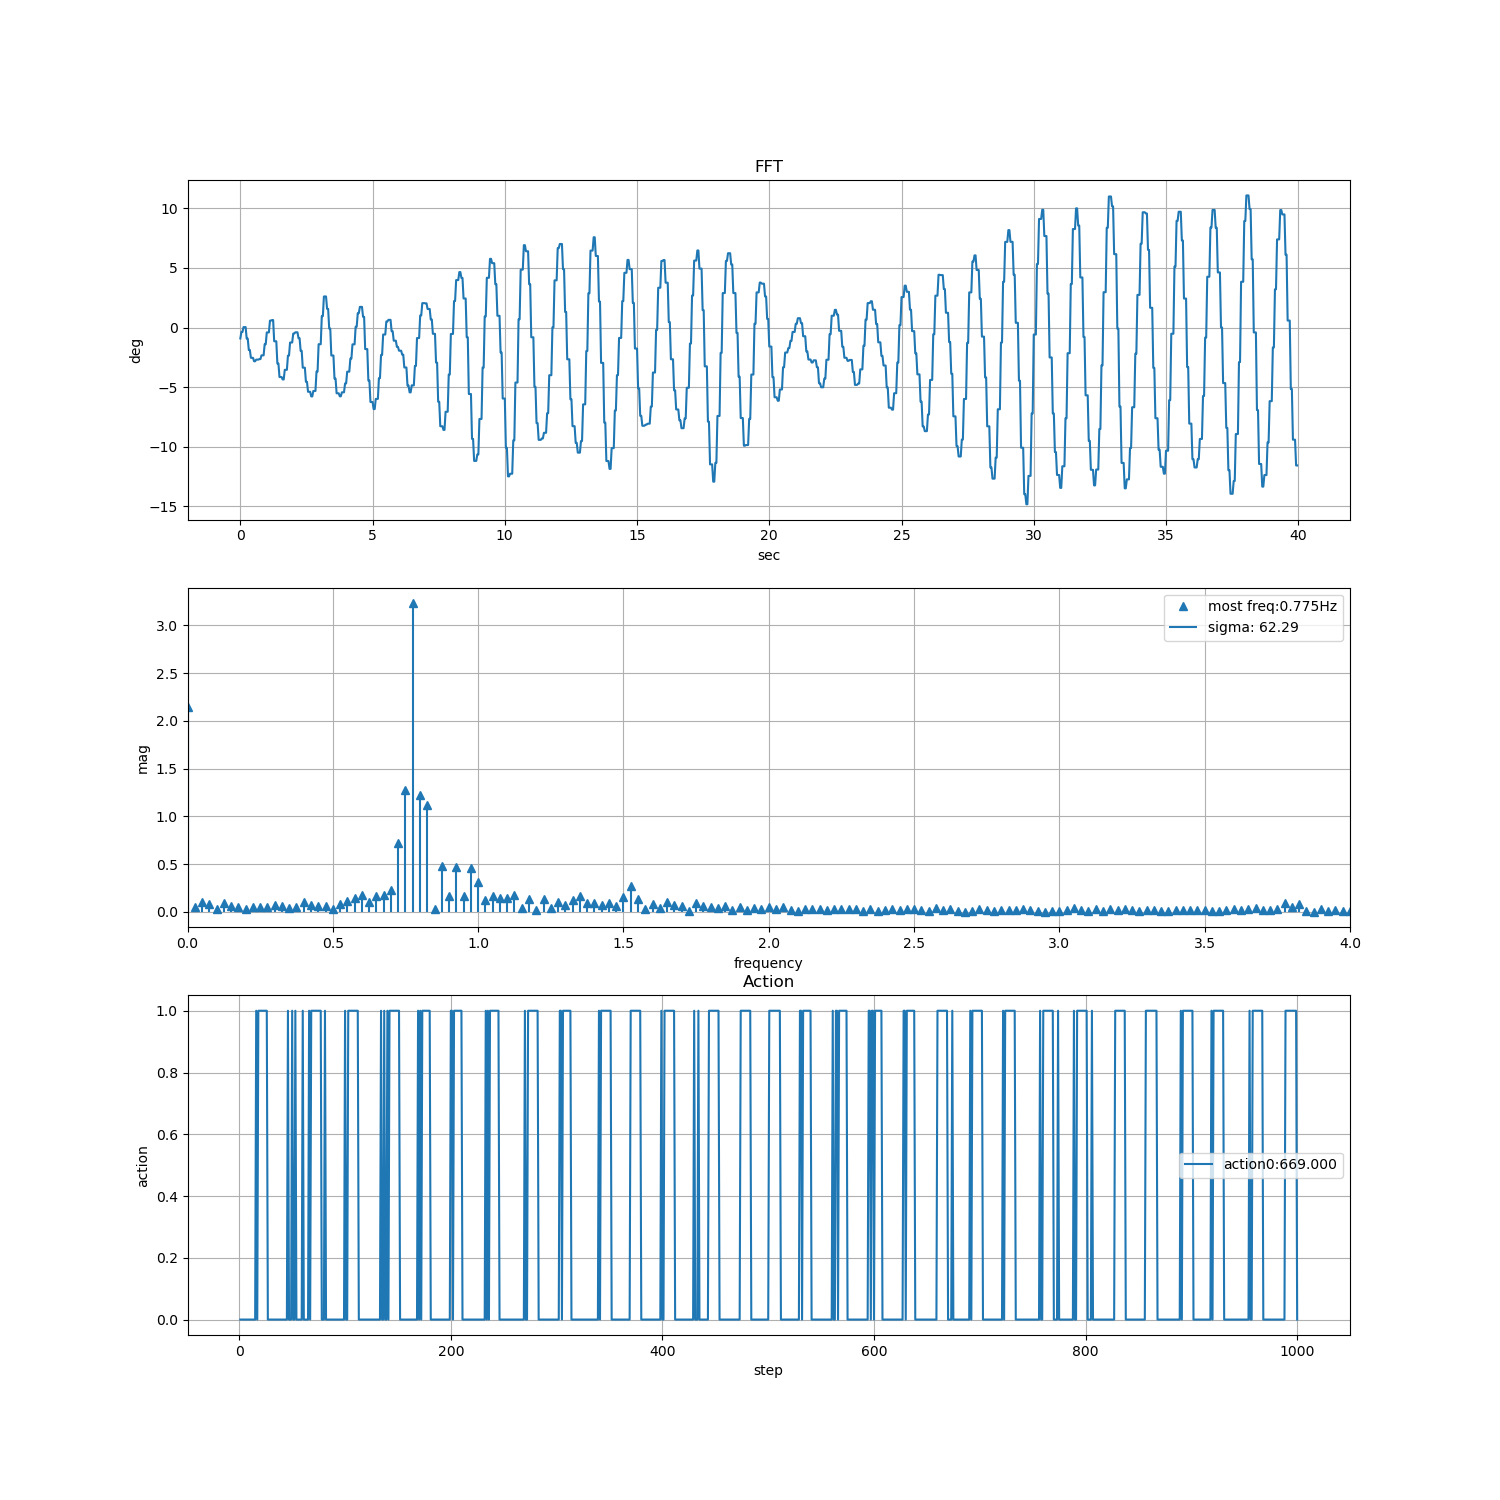 FFT
10
5
0
−5
−10
−15
deg
0 5 10 15 20 25 30 35 40
sec
most freq:0.775Hz
sigma: 62.29
3.0
2.5
2.0
1.5
1.0
0.5
0.0
mag
0.0 0.5 1.0 1.5 2.0 2.5 3.0 3.5 4.0
frequency
Action
1.0
0.8
0.6
0.4
0.2
0.0
action
action0:669.000
0 200 400 600 800 1000
step